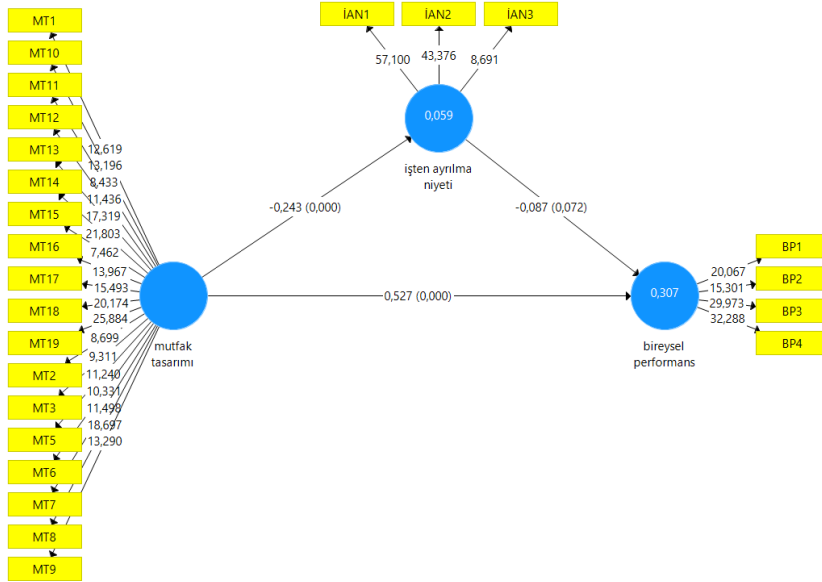 MT1
MT10
MT11
MT12
MT13
MT14
MT15
MT16
MT17
MT18
MT19
MT2
MT3
MT5
MT6
MT7
MT8
MT9
12,619
13,196
8,433
11,436
17,319
21,803
7,462
13,967
15,493
20,174
25,884
8,699
9,311
11,240
10,331
11,498
18,697
13,290
mutfak
tasarımı
İAN1
İAN2
İAN3
57,100
43,376
8,691
0,059
işten ayrılma
niyeti
-0,243 (0,000)
-0,087 (0,072)
0,527 (0,000)
0,307
bireysel
performans
20,067
15,301
29,973
32,288
BP1
BP2
BP3
BP4